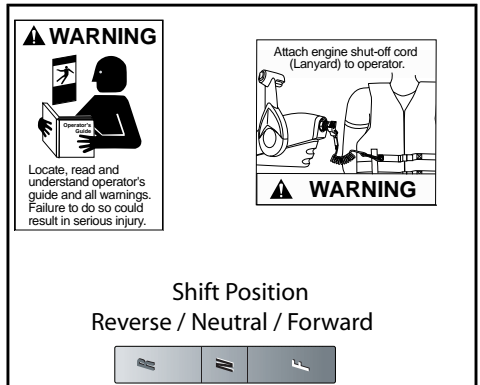 WARNING
Operator's
Guide
Locate, read and
understand operator's
guide and all warnings.
Failure to do so could
result in serious injury.
Attach engine shut-off cord
(Lanyard) to operator.
WARNING
Shift Position
Reverse / Neutral / Forward
R N F